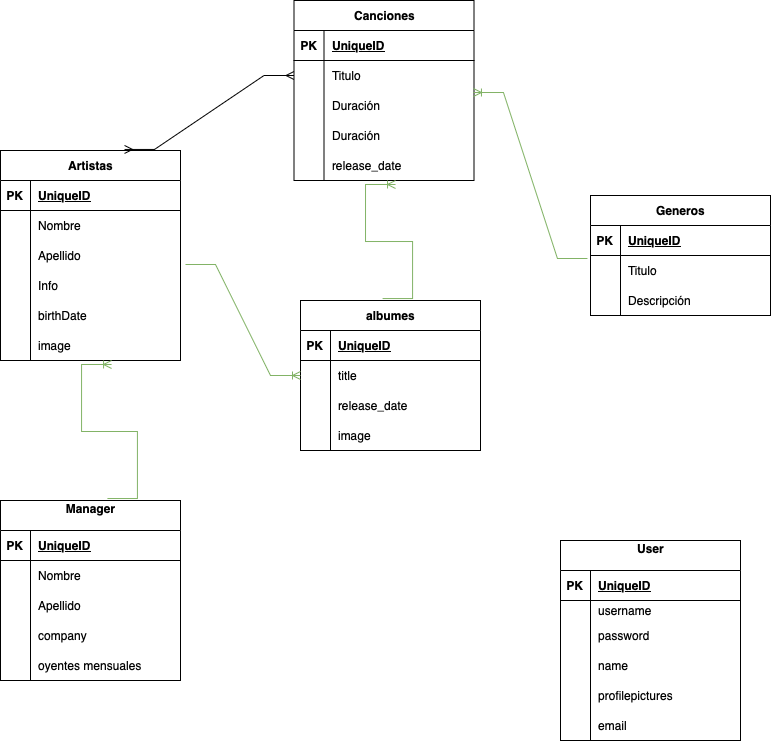 Canciones
PK UniqueID
Titulo
Duración
Duración
release_date
Artistas
PK UniqueID
Nombre
Apellido
Info
birthDate
image
Generos
PK UniqueID
Titulo
Descripción
albumes
PK UniqueID
title
release_date
image
Manager
PK UniqueID
Nombre
Apellido
company
oyentes mensuales
User
PK UniqueID
username
password
name
profilepictures
email